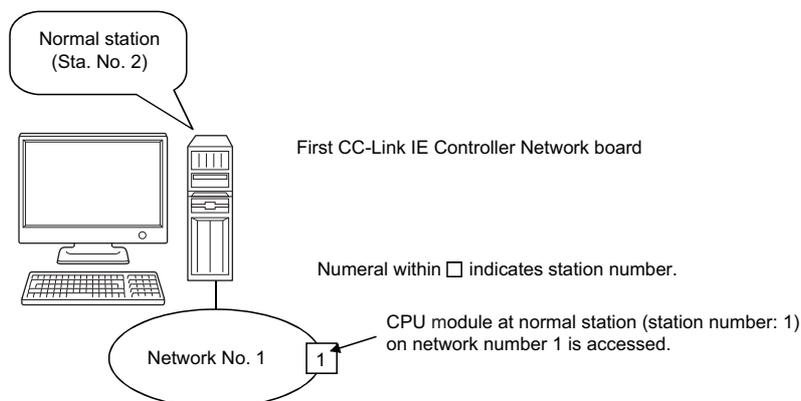 Normal station
(Sta. No. 2)
First CC-Link IE Controller Network board
Numeral within □ indicates station number.
CPU module at normal station (station number: 1)
on network number 1 is accessed.
Network No. 1
1